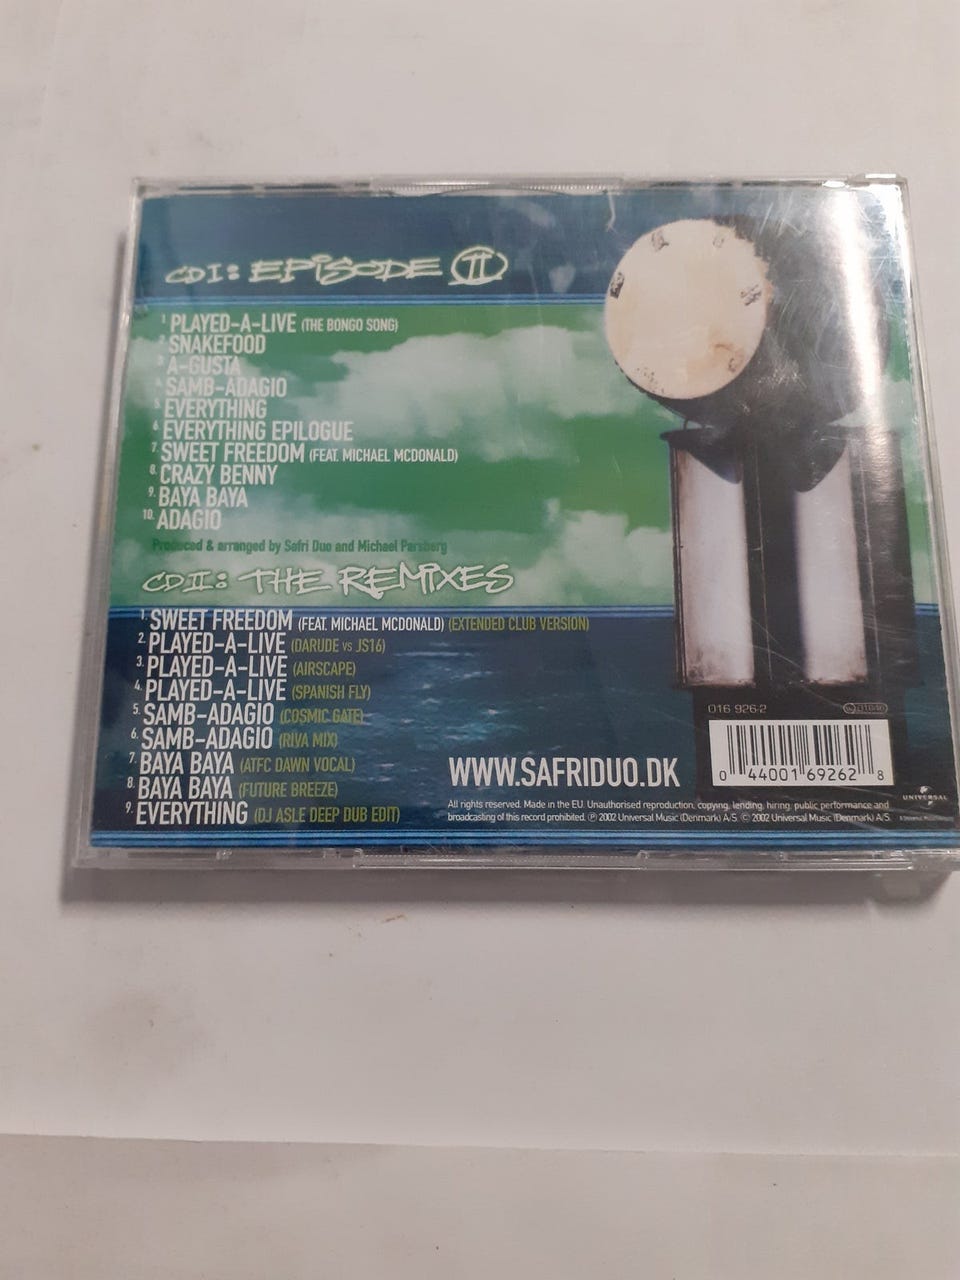 CD I: EPISODE II
1. PLAYED-A-LIVE (THE BONGO SONG)
2. SNAKEFOOD
3. A-GUSTA
4. SAMB-ADAGIO
5. EVERYTHING
6. EVERYTHING EPILOGUE
7. SWEET FREEDOM (FEAT. MICHAEL MCDONALD)
8. CRAZY BENNY
9. BAYA BAYA
10. ADAGIO
Produced & arranged by Safri Duo and Michael Parsberg
CD II: THE REMIXES
1. SWEET FREEDOM (FEAT. MICHAEL MCDONALD) (EXTENDED CLUB VERSION)
2. PLAYED-A-LIVE (DARUDE vs JS16)
3. PLAYED-A-LIVE (AIRSCAPE)
4. PLAYED-A-LIVE (SPANISH FLY)
5. SAMB-ADAGIO (COSMIC GATE)
6. SAMB-ADAGIO (RIVA MIX)
7. BAYA BAYA (ATFC DAWN VOCAL)
8. BAYA BAYA (FUTURE BREEZE)
9. EVERYTHING (DJ ASLE DEEP DUB EDIT)
WWW.SAFRIDUO.DK
016 926-2
0 44001 69262 8
UNIVERSAL
All rights reserved. Made in the EU. Unauthorised reproduction, copying, lending, hiring, public performance and
broadcasting of this record prohibited. ℗ 2002 Universal Music (Denmark) A/S. © 2002 Universal Music (Denmark) A/S.